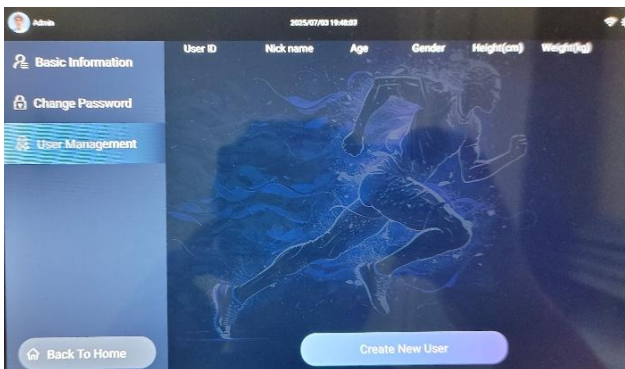 Admin
2025/07/03 19:48:03
Basic Information
Change Password
User Management
Back To Home
User ID Nick name Age Gender Height(cm) Weight(kg)
Create New User